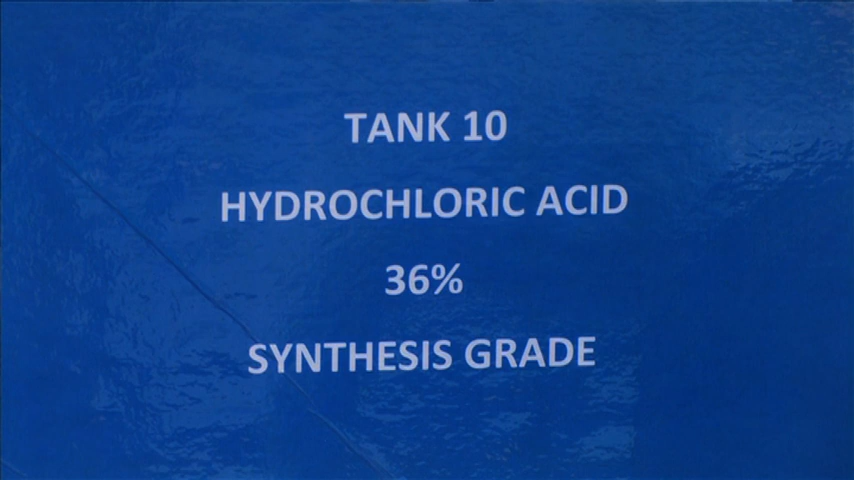 TANK 10
HYDROCHLORIC ACID
36%
SYNTHESIS GRADE